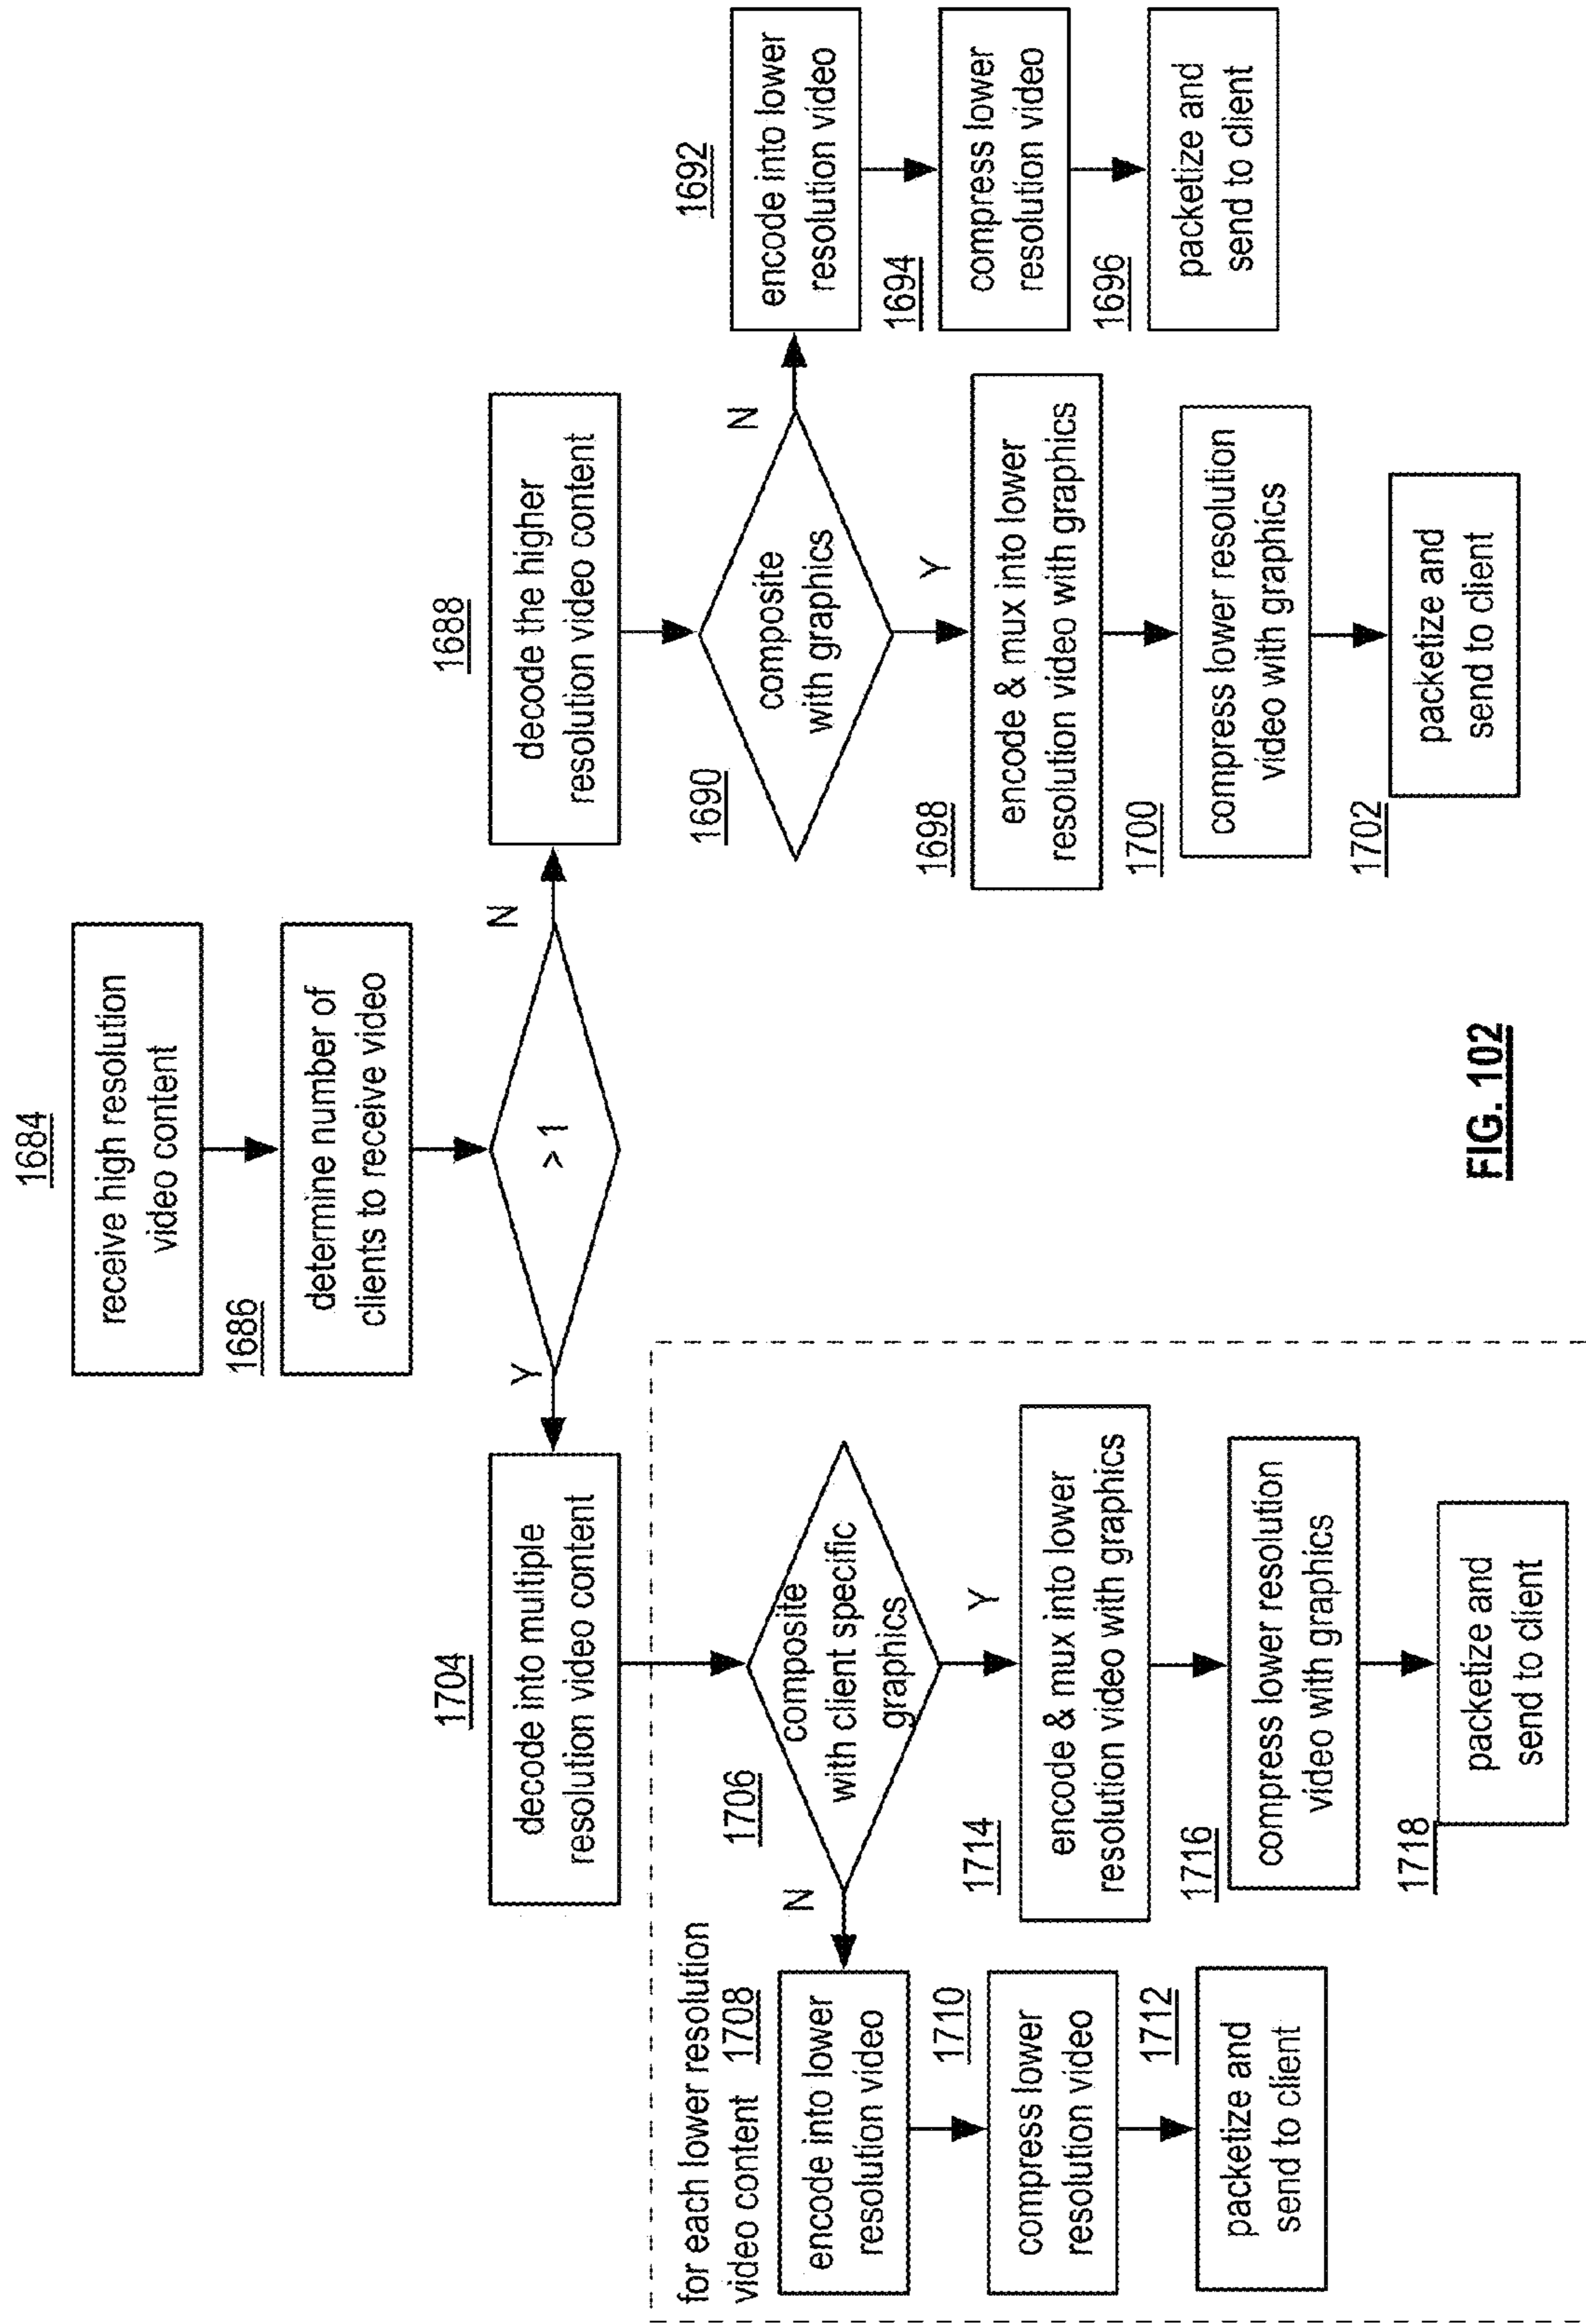 1684
receive high resolution
video content
1686
determine number of
clients to receive video
> 1
Y
N
1704
decode into multiple
resolution video content
1688
decode the higher
resolution video content
for each lower resolution
video content
1706
composite
with client specific
graphics
N
Y
1708
encode into lower
resolution video
1710
compress lower
resolution video
1712
packetize and
send to client
1714
encode & mux into lower
resolution video with graphics
1716
compress lower resolution
video with graphics
1718
packetize and
send to client
1690
composite
with graphics
N
Y
1698
encode & mux into lower
resolution video with graphics
1700
compress lower resolution
video with graphics
1702
packetize and
send to client
1692
encode into lower
resolution video
1694
compress lower
resolution video
1696
packetize and
send to client
FIG. 102